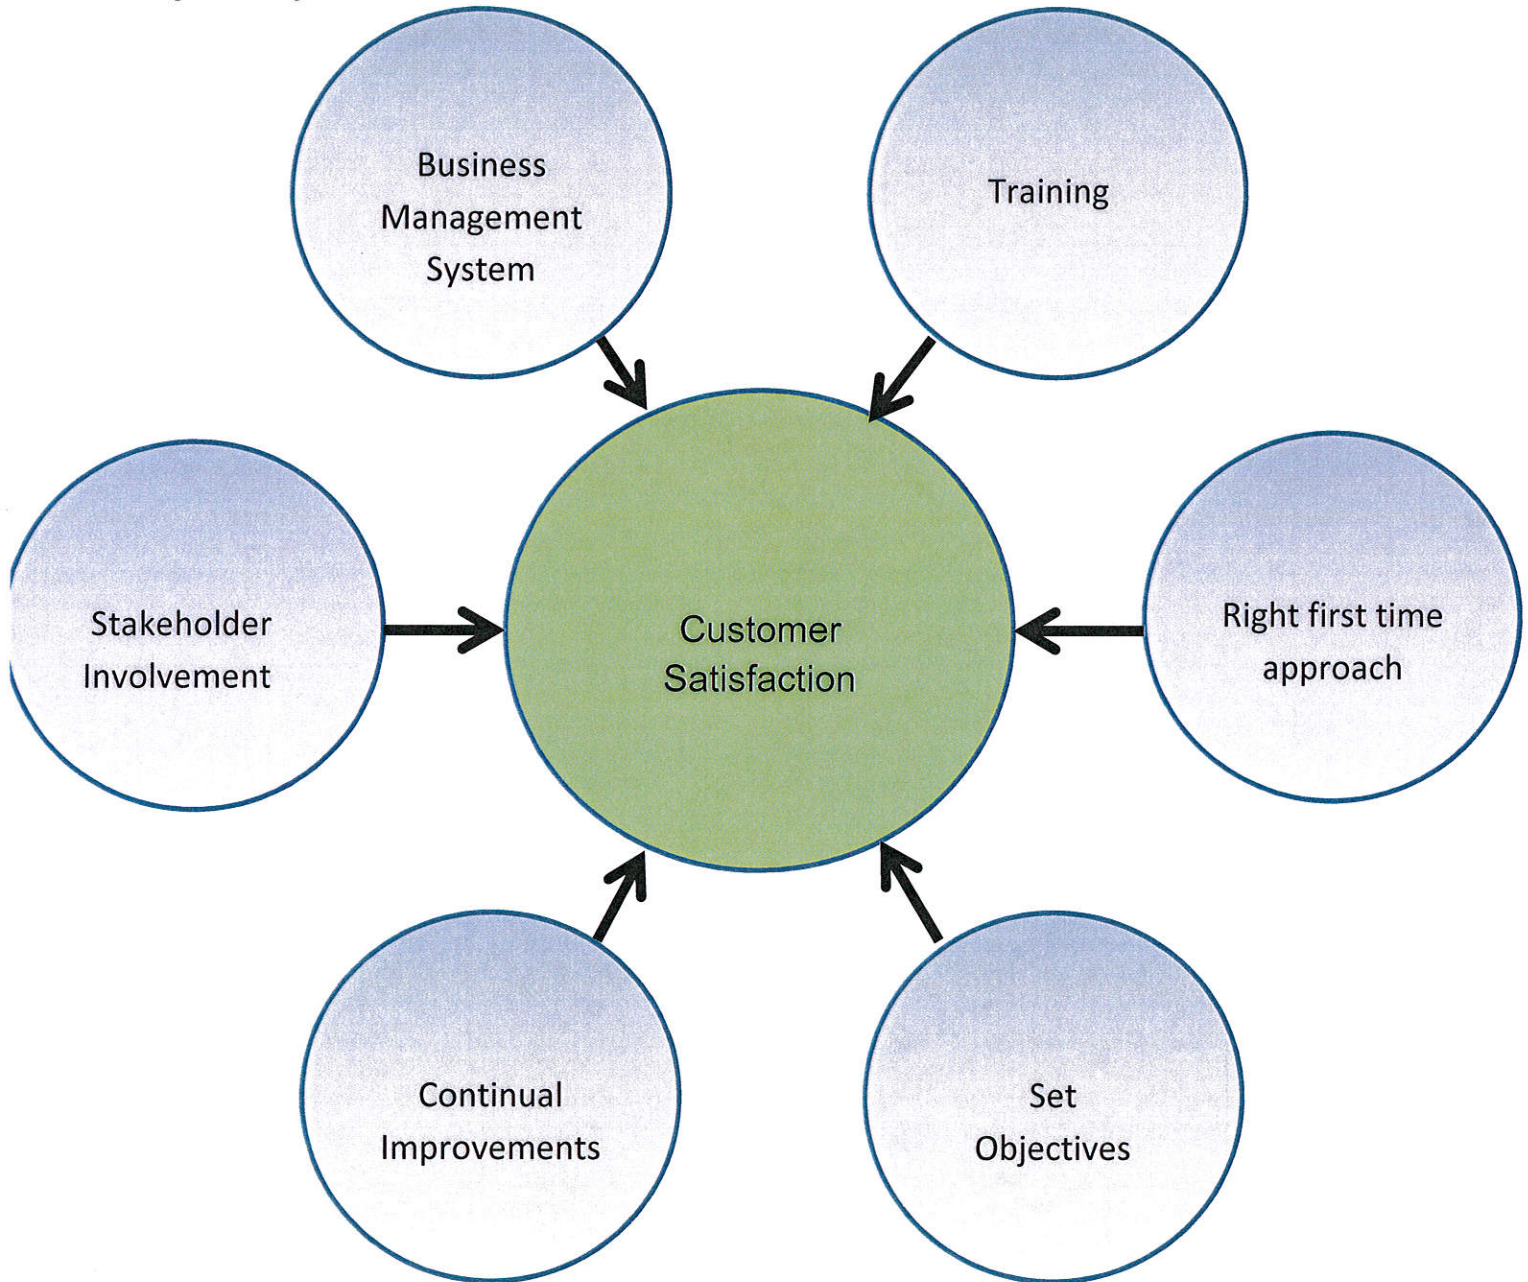 Business
Management
System
Training
Stakeholder
Involvement
Customer
Satisfaction
Right first time
approach
Continual
Improvements
Set
Objectives